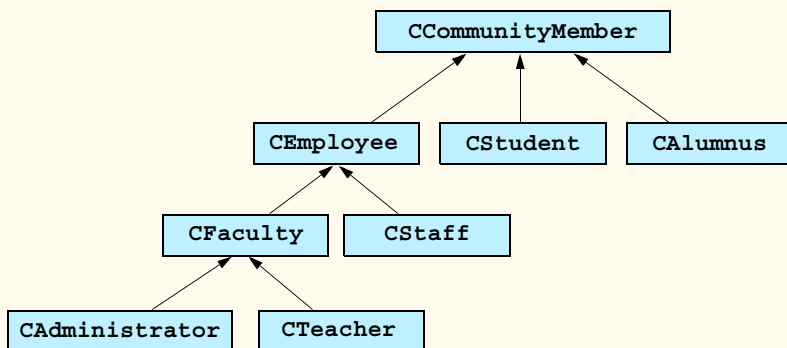 CCommunityMember
CEmployee
CStudent
CAlumnus
CFaculty
CStaff
CAdministrator
CTeacher